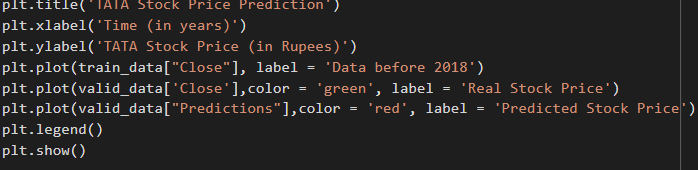 plt.title('TATA Stock Price Prediction')
plt.xlabel('Time (in years)')
plt.ylabel('TATA Stock Price (in Rupees)')
plt.plot(train_data["Close"], label = 'Data before 2018')
plt.plot(valid_data['Close'],color = 'green', label = 'Real Stock Price')
plt.plot(valid_data["Predictions"],color = 'red', label = 'Predicted Stock Price')
plt.legend()
plt.show()